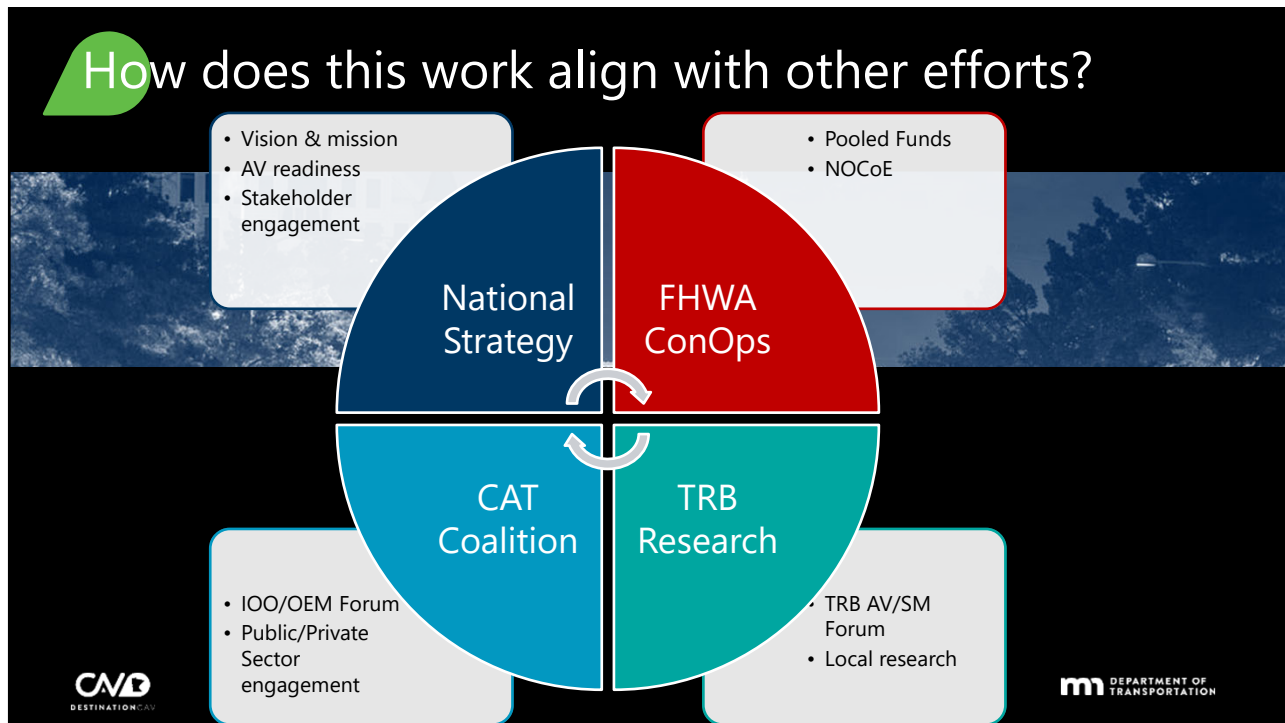 How does this work align with other efforts?
• Vision & mission
• AV readiness
• Stakeholder
engagement
• Pooled Funds
• NOCoE
National
Strategy
FHWA
ConOps
CAT
Coalition
TRB
Research
• IOO/OEM Forum
• Public/Private
Sector
engagement
• TRB AV/SM
Forum
• Local research
CAV
DESTINATIONCAV
mn DEPARTMENT OF
TRANSPORTATION